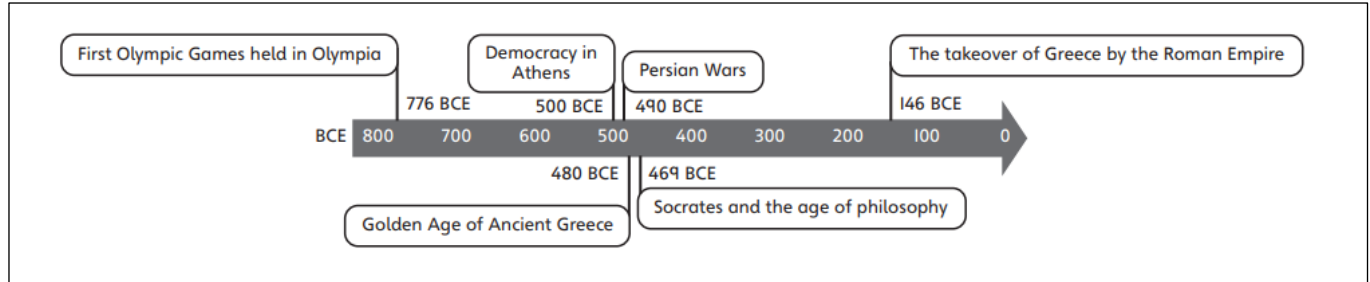 First Olympic Games held in Olympia
Democracy in
Athens
Persian Wars
The takeover of Greece by the Roman Empire
776 BCE
500 BCE
490 BCE
146 BCE
BCE 800 700 600 500 400 300 200 100 0
480 BCE
469 BCE
Golden Age of Ancient Greece
Socrates and the age of philosophy